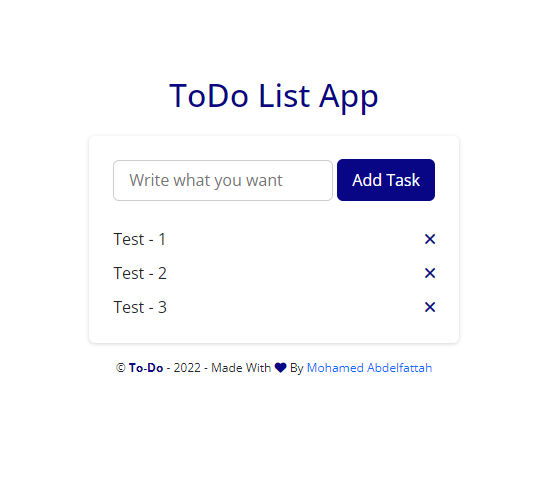 ToDo List App
Write what you want
Add Task
Test - 1
Test - 2
Test - 3
© To-Do - 2022 - Made With By Mohamed Abdelfattah